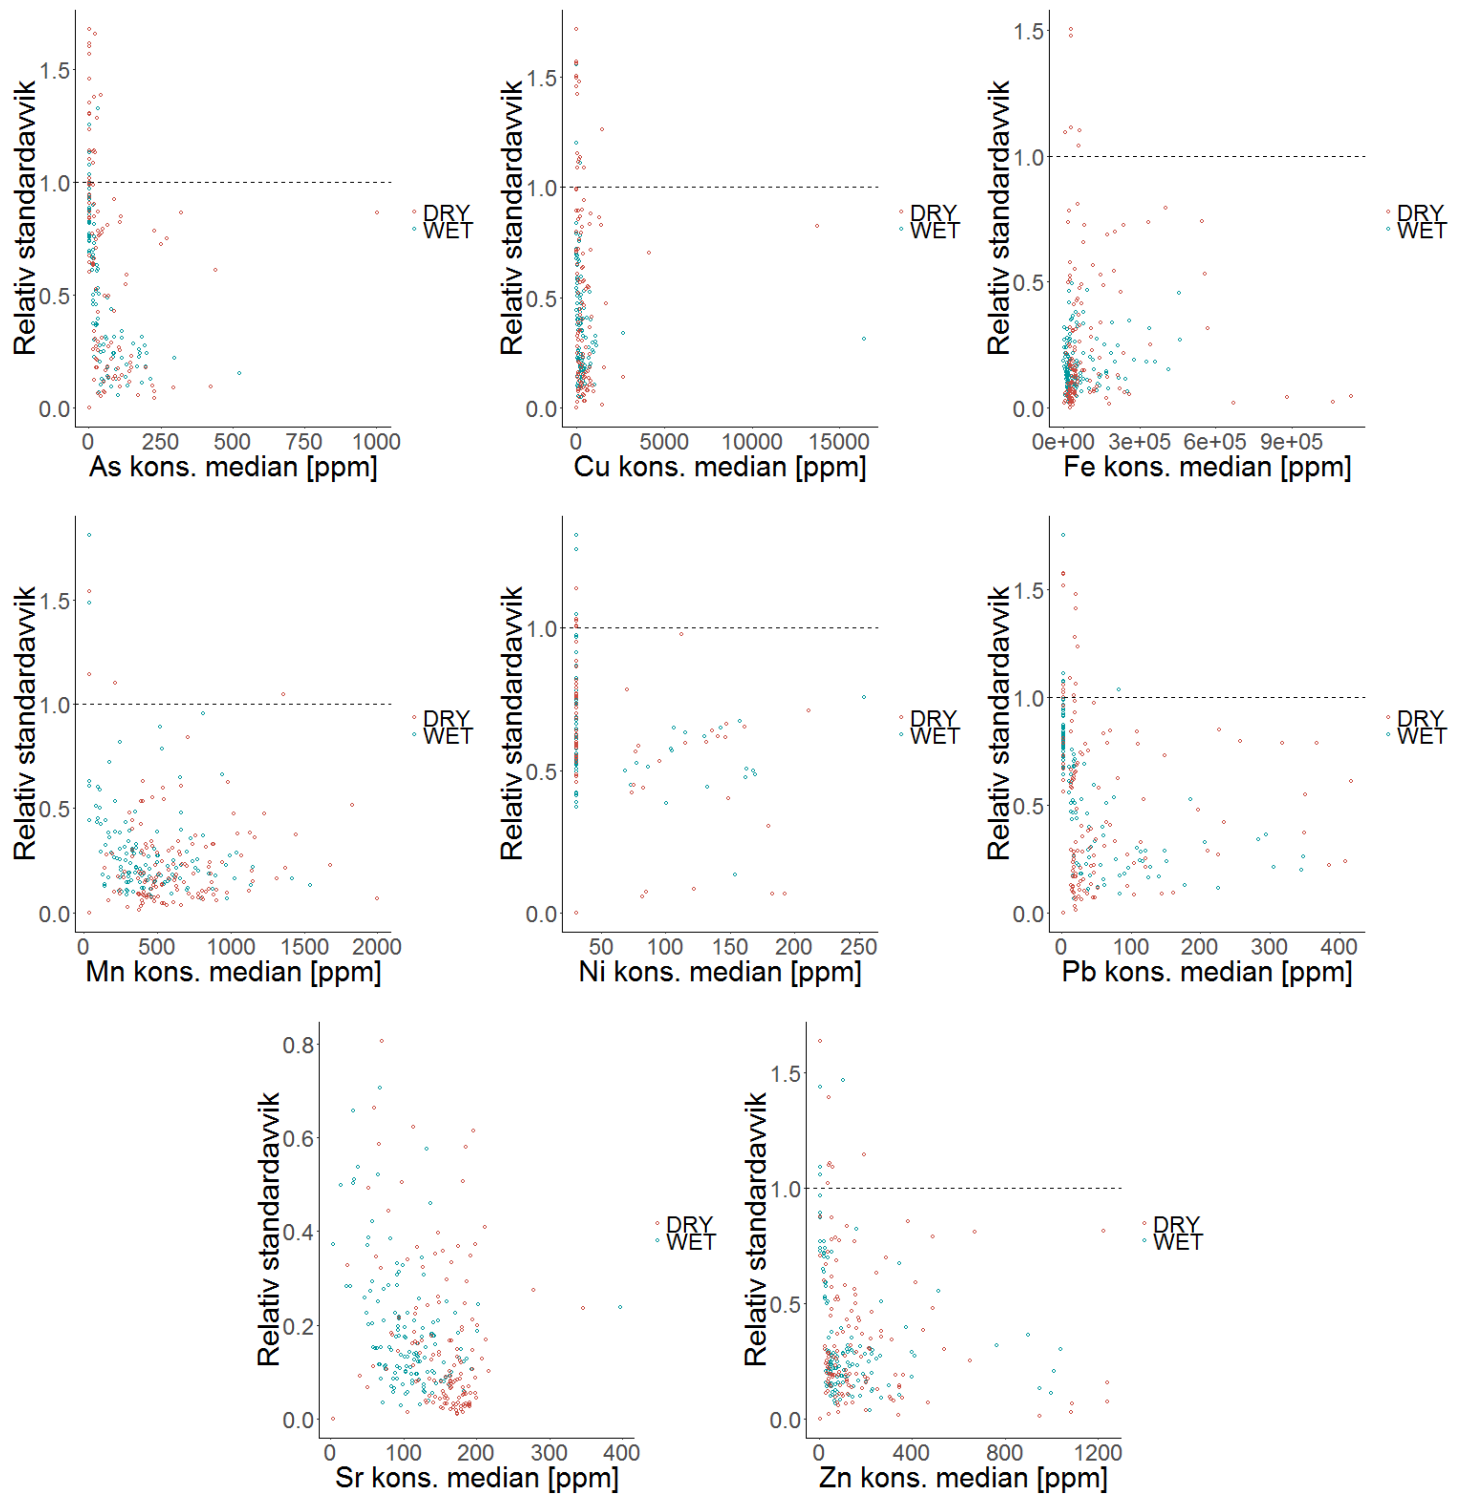 Relativ standardavvik
1.5
1.0
0.5
0.0
0 250 500 750 1000
As kons. median [ppm]
DRY
WET
Relativ standardavvik
1.5
1.0
0.5
0.0
0 5000 10000 15000
Cu kons. median [ppm]
DRY
WET
Relativ standardavvik
1.5
1.0
0.5
0.0
0e+00 3e+05 6e+05 9e+05
Fe kons. median [ppm]
DRY
WET
Relativ standardavvik
1.5
1.0
0.5
0.0
0 500 1000 1500 2000
Mn kons. median [ppm]
DRY
WET
Relativ standardavvik
1.0
0.5
0.0
50 100 150 200 250
Ni kons. median [ppm]
DRY
WET
Relativ standardavvik
1.5
1.0
0.5
0.0
0 100 200 300 400
Pb kons. median [ppm]
DRY
WET
Relativ standardavvik
0.8
0.6
0.4
0.2
0.0
0 100 200 300 400
Sr kons. median [ppm]
DRY
WET
Relativ standardavvik
1.5
1.0
0.5
0.0
0 400 800 1200
Zn kons. median [ppm]
DRY
WET